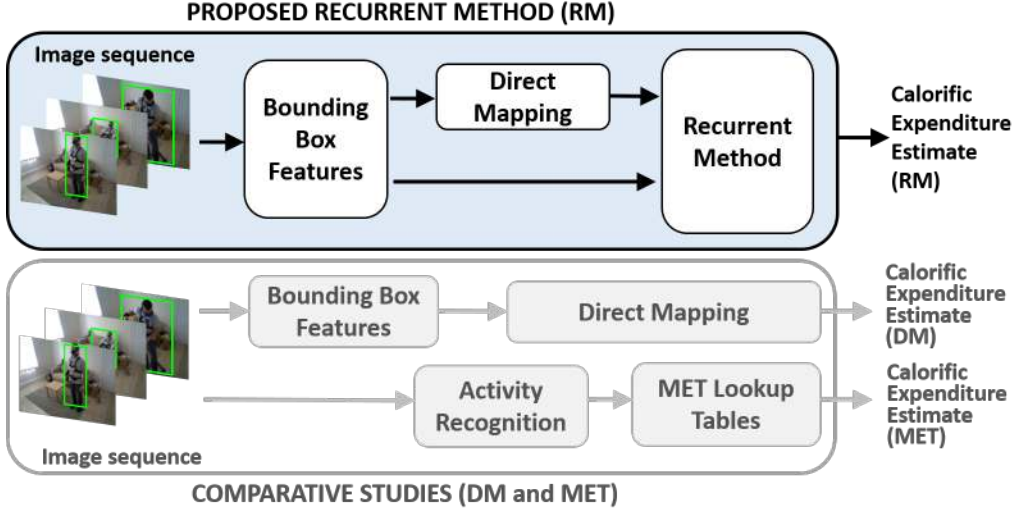 PROPOSED RECURRENT METHOD (RM)
Image sequence
Bounding
Box
Features
Direct
Mapping
Recurrent
Method
Calorific
Expenditure
Estimate
(RM)
Bounding Box
Features
Direct Mapping
Calorific
Expenditure
Estimate
(DM)
Activity
Recognition
MET Lookup
Tables
Calorific
Expenditure
Estimate
(MET)
Image sequence
COMPARATIVE STUDIES (DM and MET)